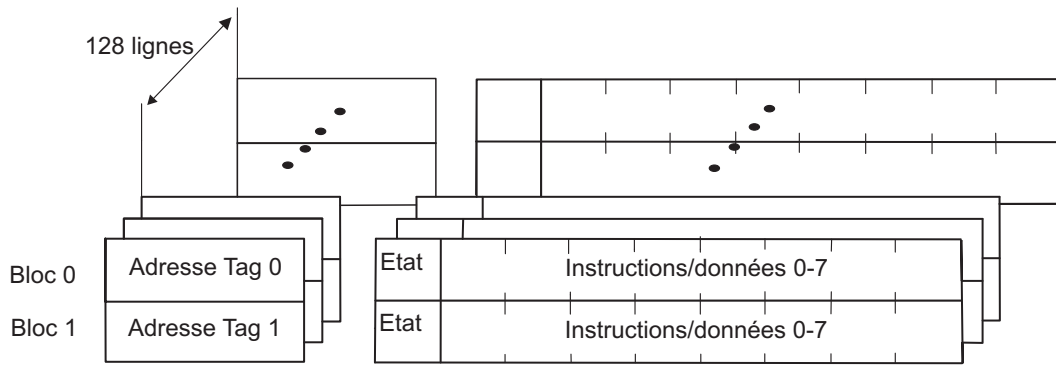 128 lignes
Bloc 0
Adresse Tag 0
Etat
Instructions/données 0-7
Bloc 1
Adresse Tag 1
Etat
Instructions/données 0-7